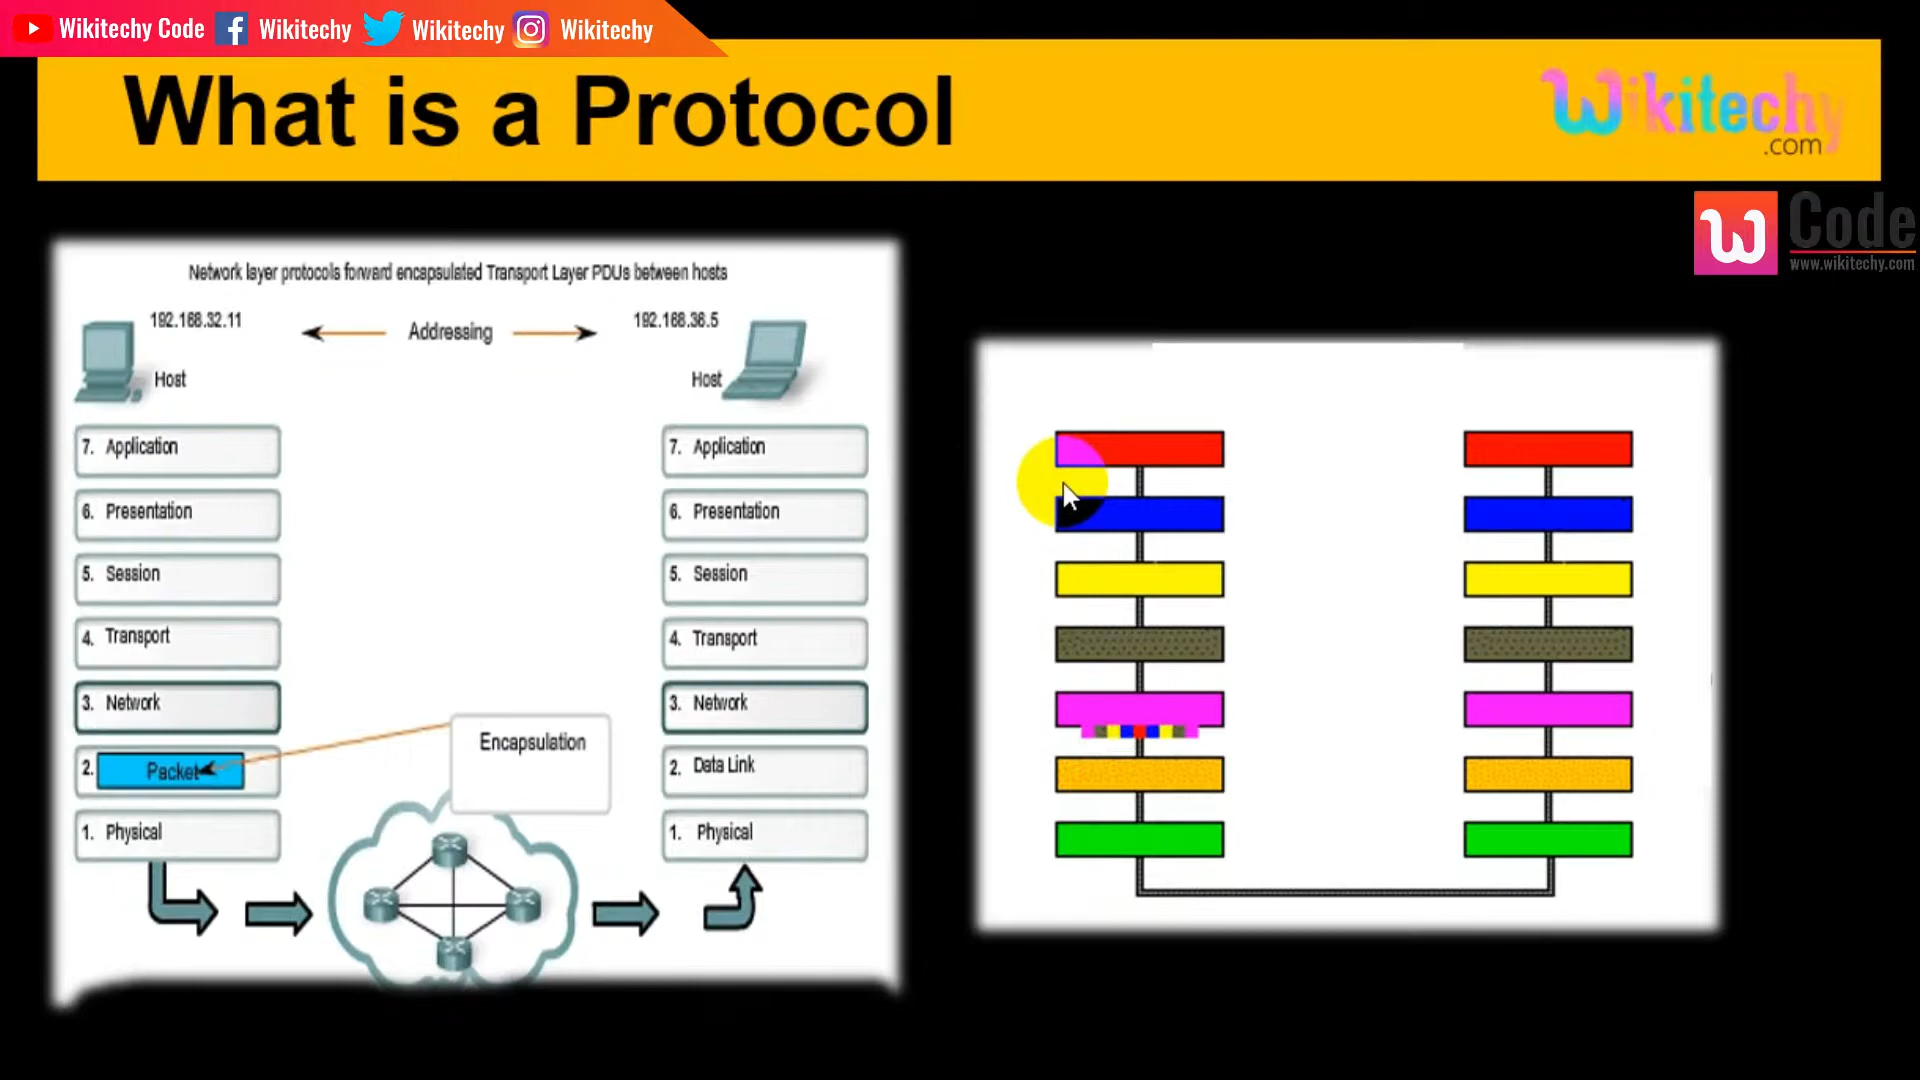 Wikitechy Code Wikitechy Wikitechy Wikitechy
What is a Protocol
Wikitechy
.com
W Code
www.wikitechy.com
Network layer protocols forward encapsulated Transport Layer PDUs between hosts
192.168.32.11 Addressing 192.168.36.5
Host Host
7. Application 7. Application
6. Presentation 6. Presentation
5. Session 5. Session
4. Transport 4. Transport
3. Network 3. Network
Encapsulation
2. Packet 2. Data Link
1. Physical 1. Physical